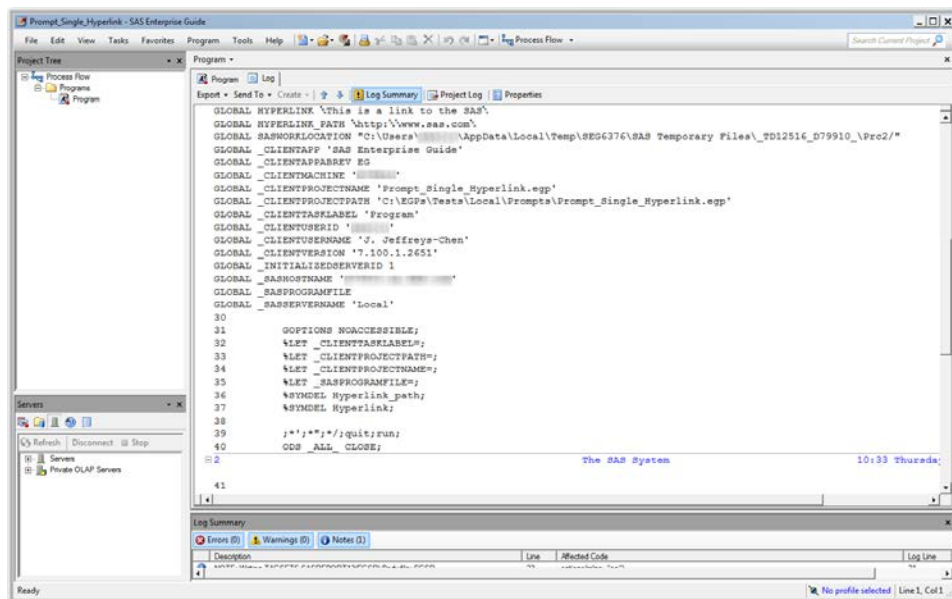 Prompt_Single_Hyperlink - SAS Enterprise Guide
File Edit View Tasks Favorites Program Tools Help Process Flow Search Current Project
Project Tree
Process Flow
Programs
Program
Program
Program Log
Export Send To Create Log Summary Project Log Properties
GLOBAL HYPERLINK \This is a link to the SAS\
GLOBAL HYPERLINK_PATH \http:\\www.sas.com\
GLOBAL SASWORKLOCATION "C:\Users\ \AppData\Local\Temp\SEG6376\SAS Temporary Files\_TD12516_D79910_\Prc2/"
GLOBAL _CLIENTAPP 'SAS Enterprise Guide'
GLOBAL _CLIENTAPPABREV EG
GLOBAL _CLIENTMACHINE ' '
GLOBAL _CLIENTPROJECTNAME 'Prompt_Single_Hyperlink.egp'
GLOBAL _CLIENTPROJECTPATH 'C:\EGPs\Tests\Local\Prompts\Prompt_Single_Hyperlink.egp'
GLOBAL _CLIENTTASKLABEL 'Program'
GLOBAL _CLIENTUSERID ' '
GLOBAL _CLIENTUSERNAME 'J. Jeffreys-Chen'
GLOBAL _CLIENTVERSION '7.100.1.2651'
GLOBAL _INITIALIZEDSERVERID 1
GLOBAL _SASHOSTNAME ' '
GLOBAL _SASPROGRAMFILE
GLOBAL _SASSERVERNAME 'Local'
30
31 GOPTIONS NOACCESSIBLE;
32 %LET _CLIENTTASKLABEL=;
33 %LET _CLIENTPROJECTPATH=;
34 %LET _CLIENTPROJECTNAME=;
35 %LET _SASPROGRAMFILE=;
36 %SYMDEL Hyperlink_path;
37 %SYMDEL Hyperlink;
38
39 ;*';*";*/;quit;run;
40 ODS _ALL_ CLOSE;
2 The SAS System 10:33 Thursda
41
Servers
Refresh Disconnect Stop
Servers
Private OLAP Servers
Log Summary
Errors (0) Warnings (0) Notes (1)
Description Line Affected Code Log Line
Ready No profile selected Line 1, Col 1